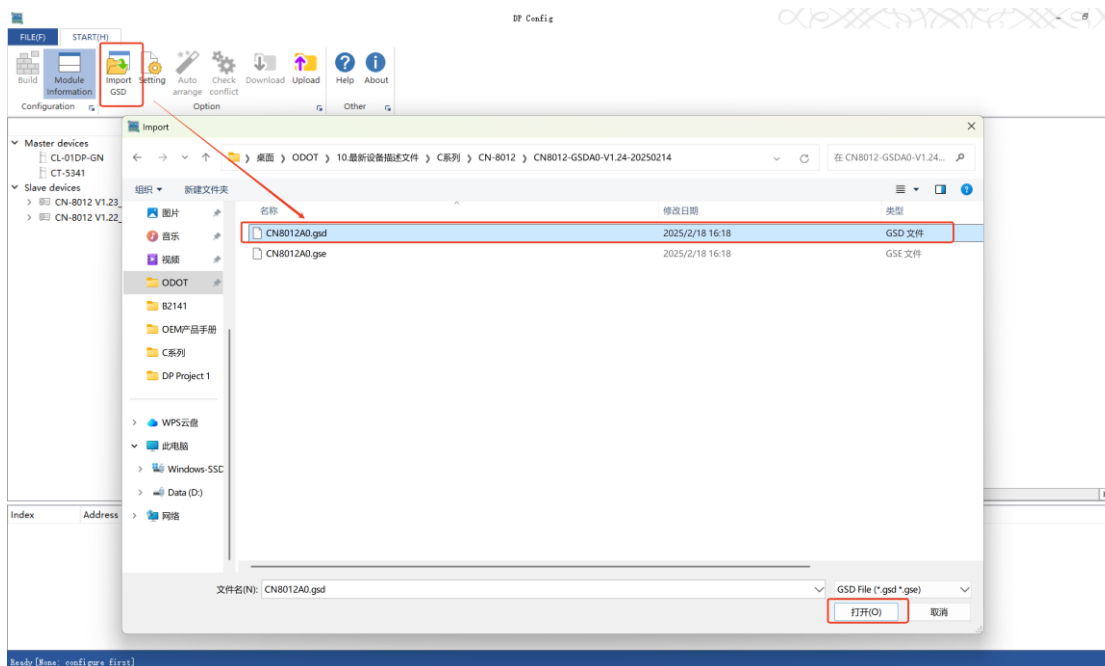 DP Config
FILE(F) START(H)
Build Module Information Import GSD Setting Auto arrange Check conflict Download Upload Help About
Configuration Option Other
Import
Master devices
CL-01DP-GN
CT-5341
Slave devices
CN-8012 V1.23_
CN-8012 V1.22_
桌面 ODOT 10.最新设备描述文件 C系列 CN-8012 CN8012-GSDA0-V1.24-20250214
在 CN8012-GSDA0-V1.24...
组织 新建文件夹
名称 修改日期 类型
图片
音乐
视频
ODOT
B2141
OEM产品手册
C系列
DP Project 1
WPS云盘
此电脑
Windows-SSD
Data (D:)
网络
CN8012A0.gsd 2025/2/18 16:18 GSD 文件
CN8012A0.gse 2025/2/18 16:18 GSE 文件
Index Address
文件名(N): CN8012A0.gsd GSD File (*.gsd *.gse)
打开(O) 取消
Ready [None: configure first]